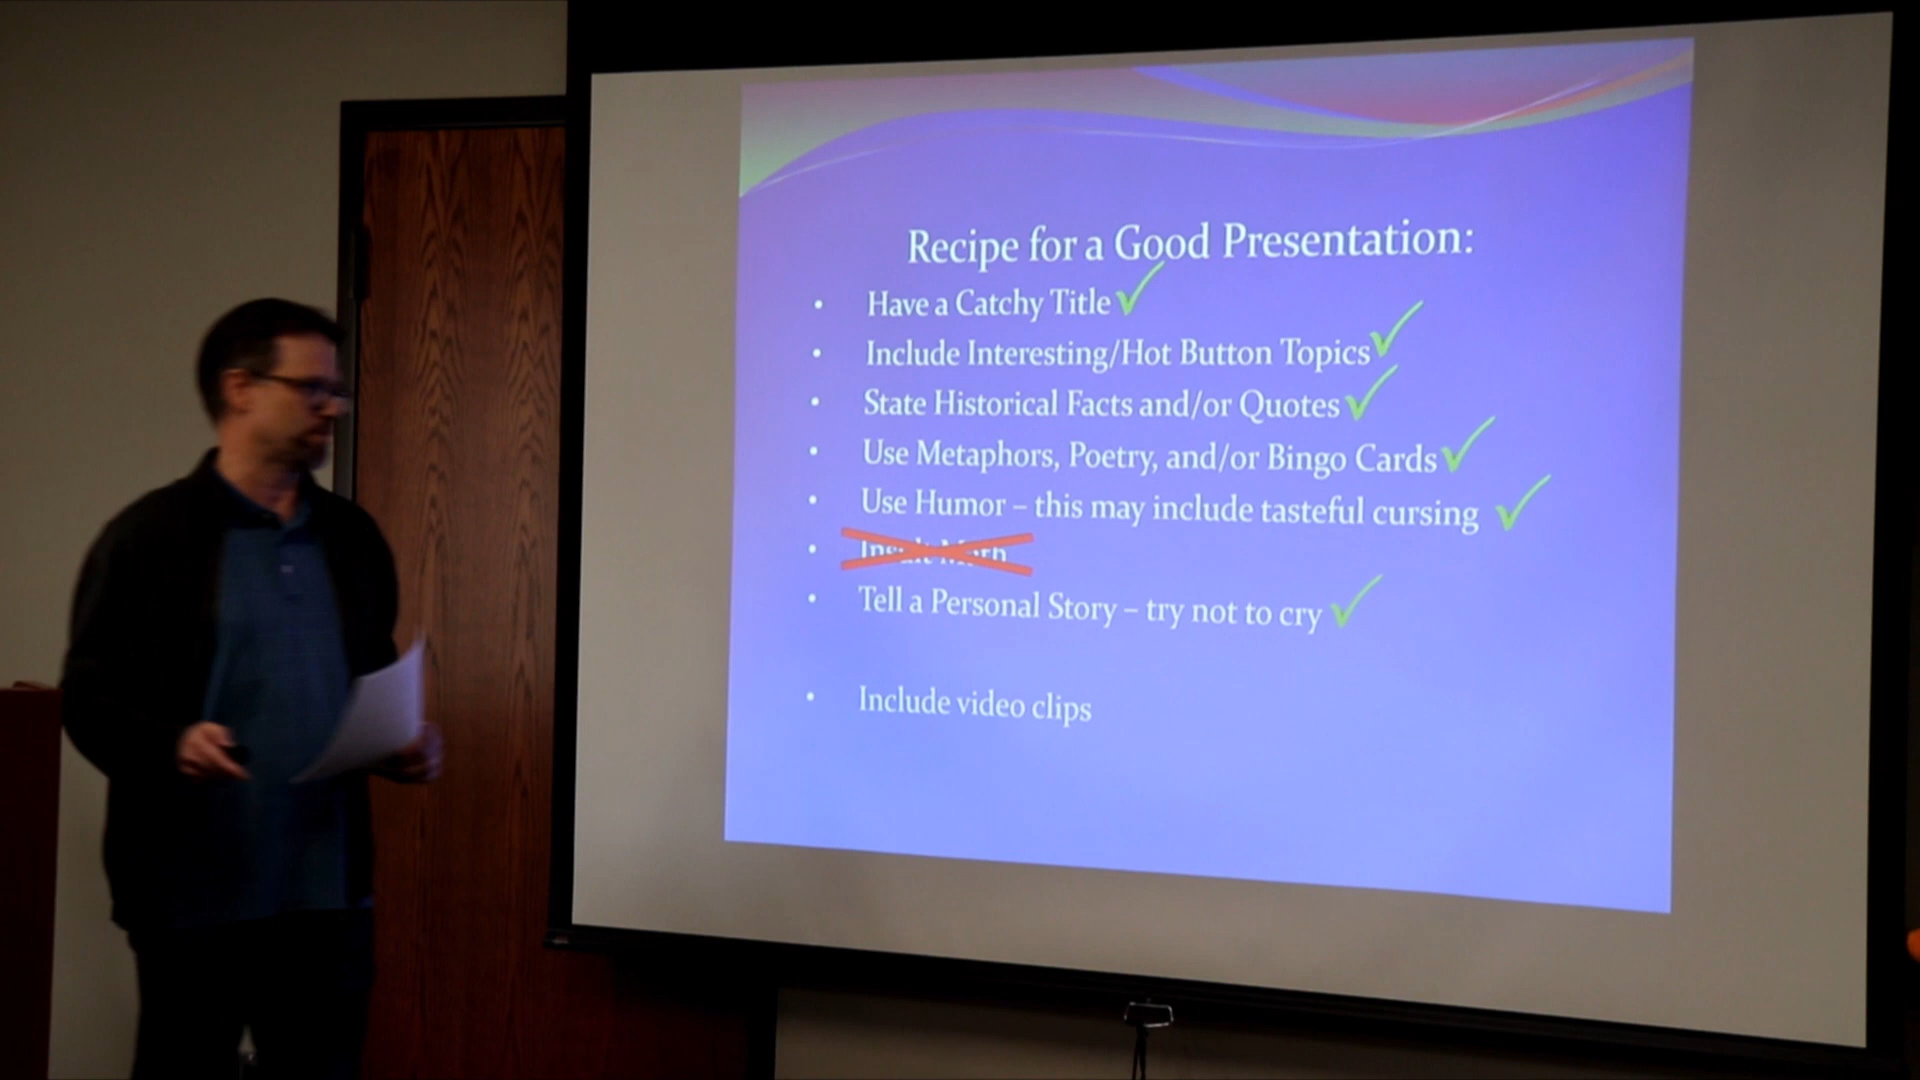 Recipe for a Good Presentation:
• Have a Catchy Title
• Include Interesting/Hot Button Topics
• State Historical Facts and/or Quotes
• Use Metaphors, Poetry, and/or Bingo Cards
• Use Humor – this may include tasteful cursing
• Insult Math
• Tell a Personal Story – try not to cry
• Include video clips